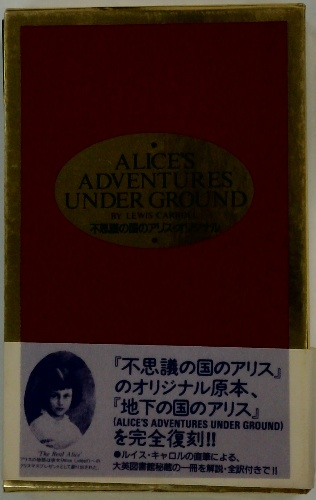 ALICE'S
ADVENTURES
UNDER GROUND
BY LEWIS CARROLL
不思議の国のアリス・オリジナル
『不思議の国のアリス』
のオリジナル原本、
『地下の国のアリス』
(ALICE'S ADVENTURES UNDER GROUND)
を完全復刻!!
●ルイス・キャロルの直筆による、
大英図書館秘蔵の一冊を解説・全訳付きで!!
"The Real Alice"